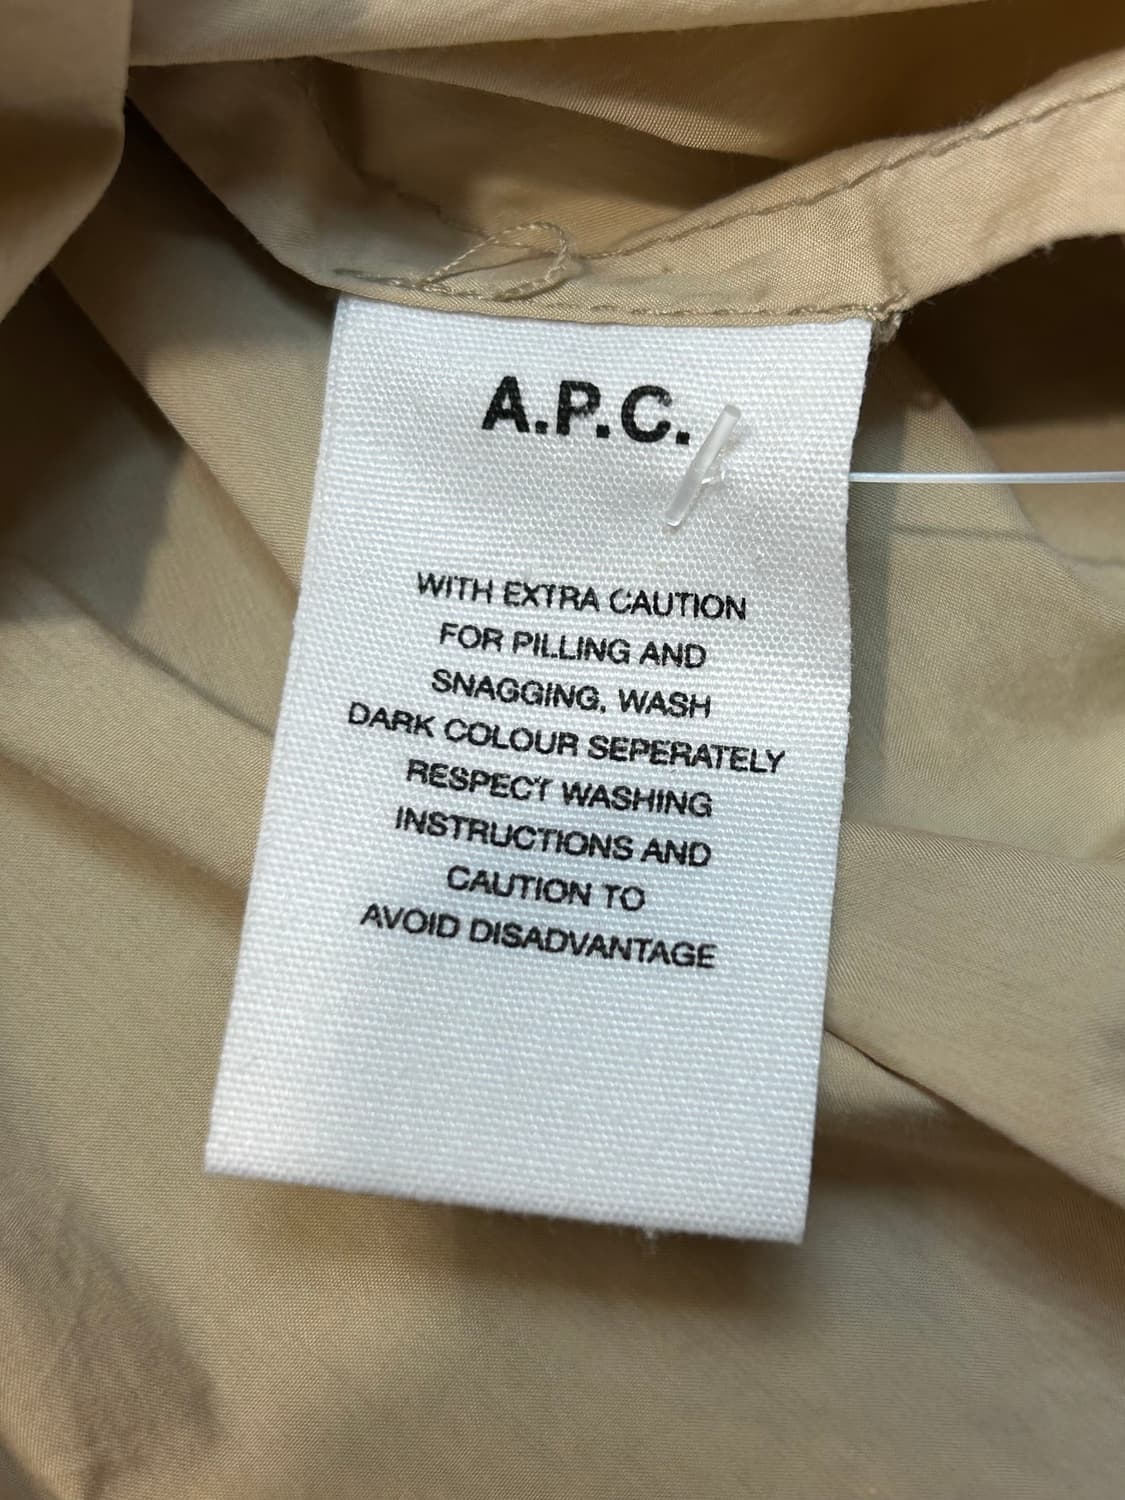 A.P.C.
WITH EXTRA CAUTION
FOR PILLING AND
SNAGGING. WASH
DARK COLOUR SEPERATELY
RESPECT WASHING
INSTRUCTIONS AND
CAUTION TO
AVOID DISADVANTAGE